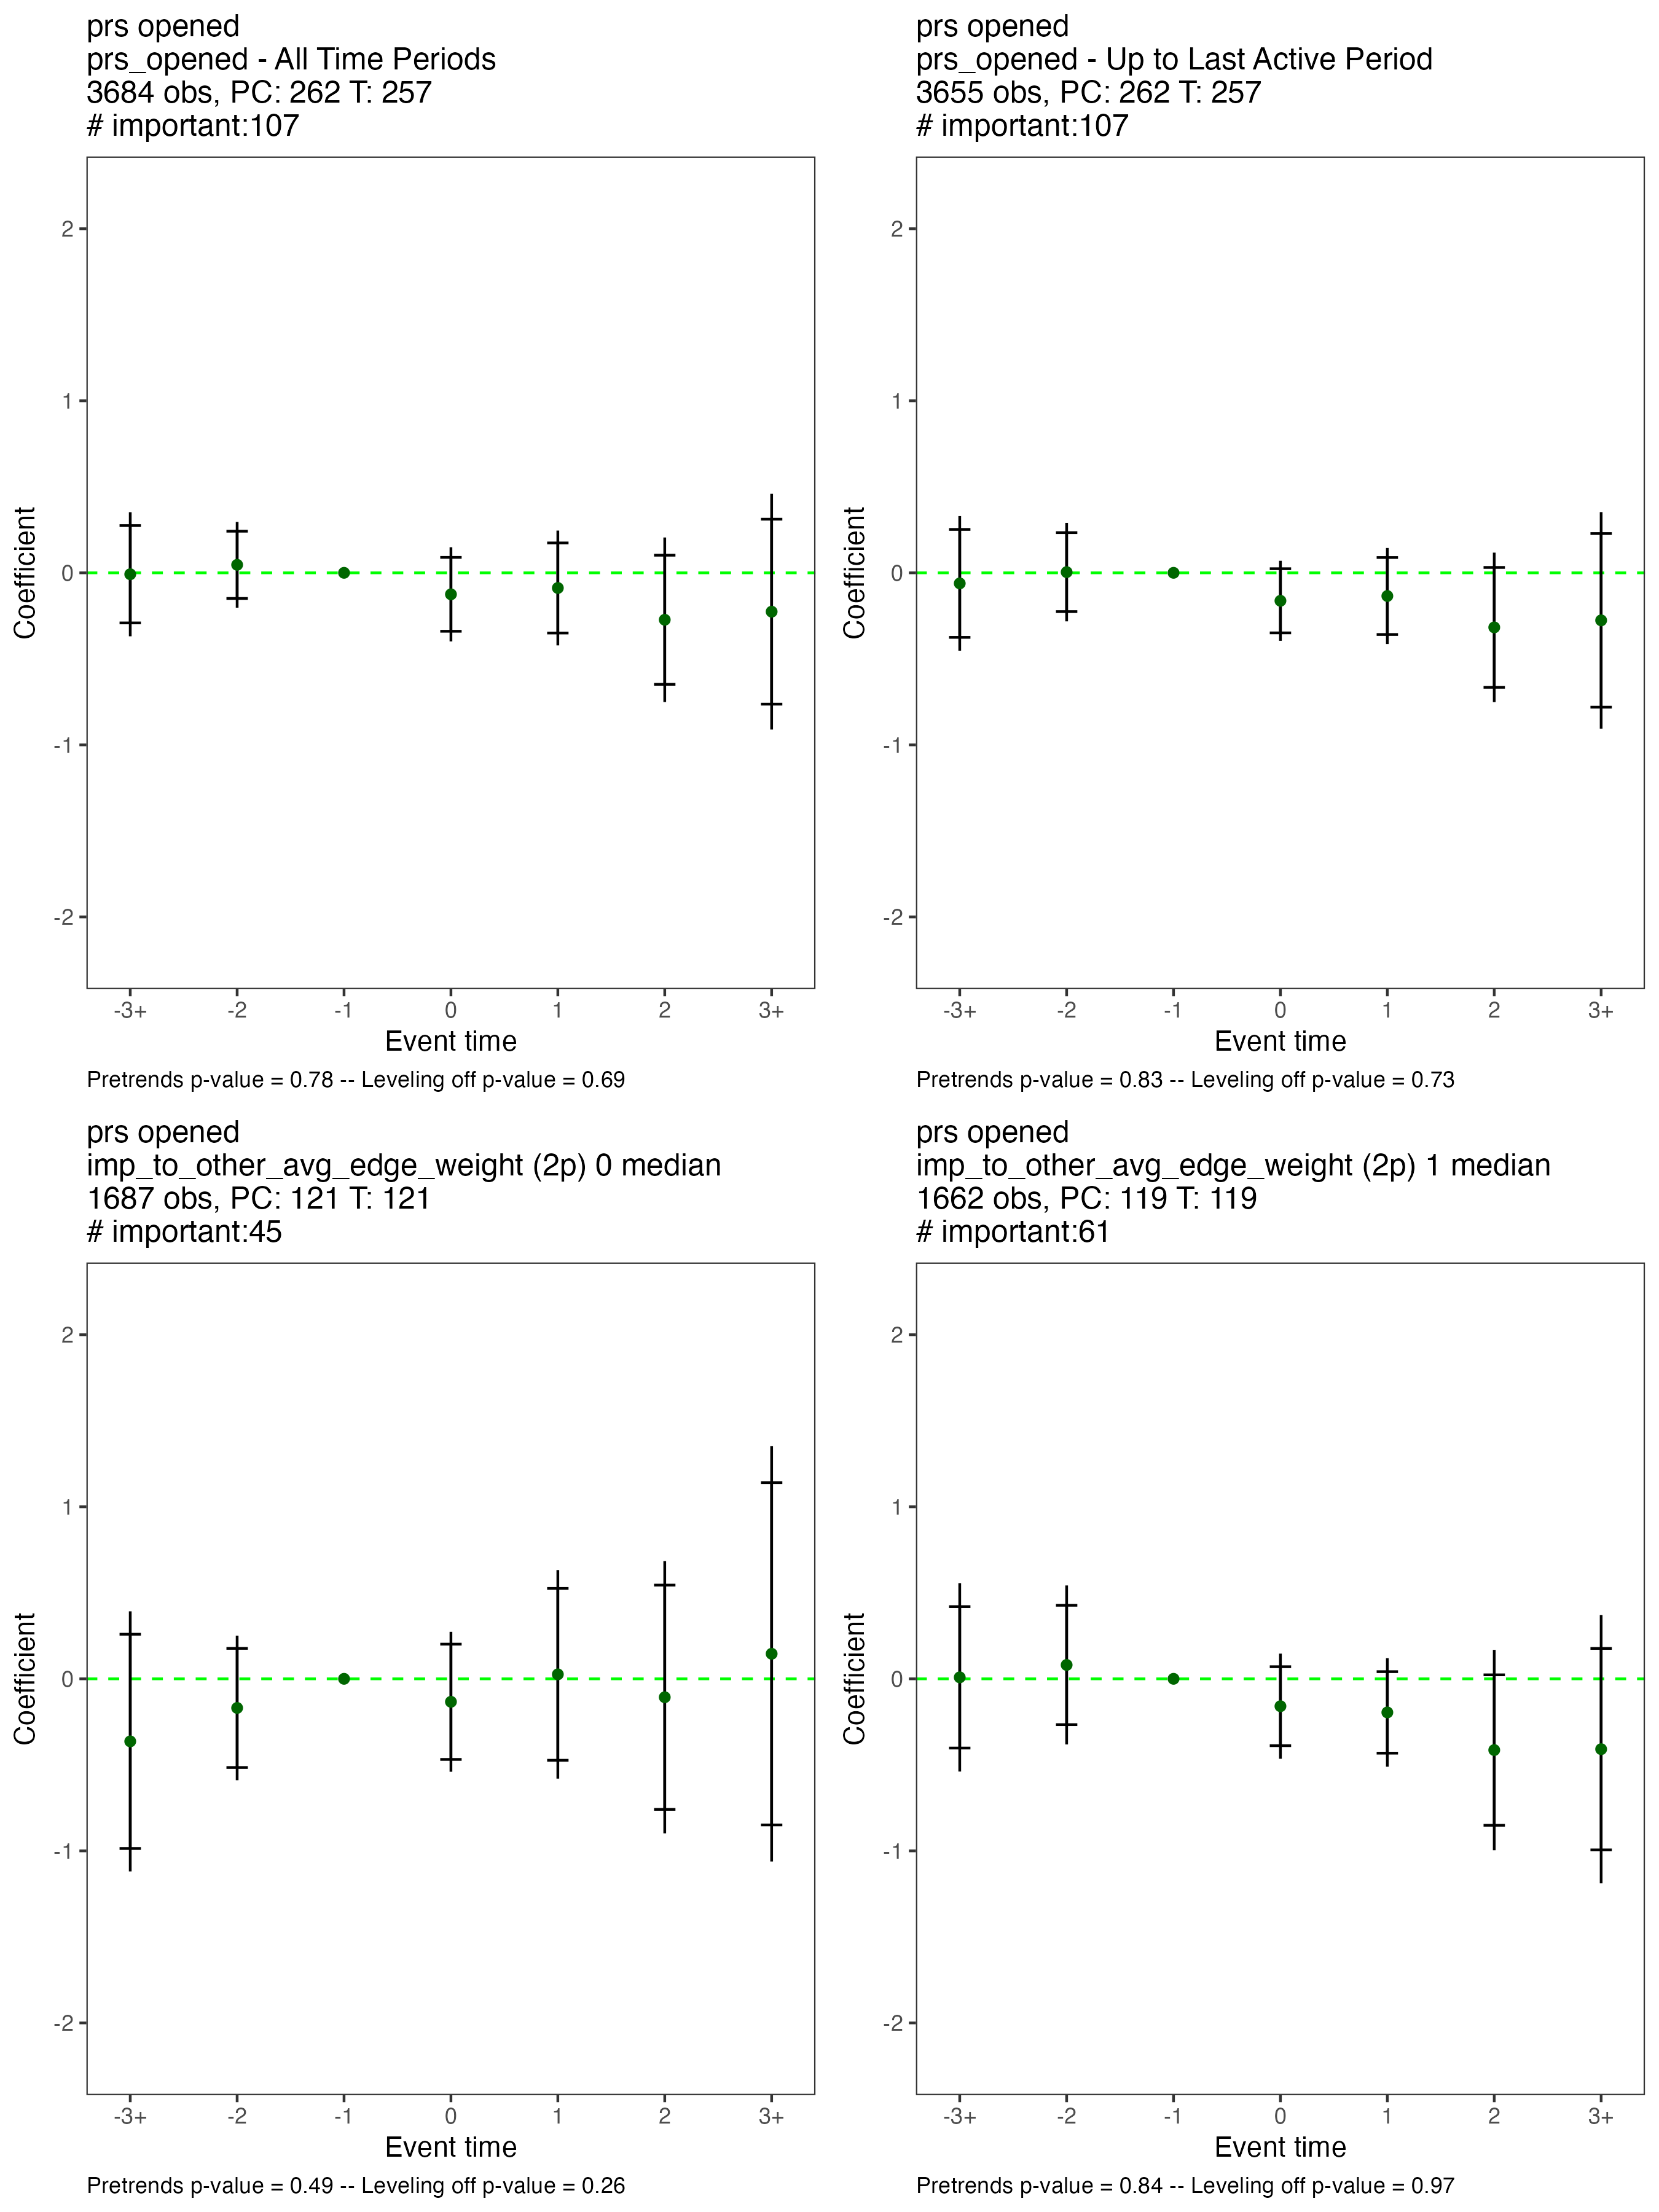 prs opened
prs_opened - All Time Periods
3684 obs, PC: 262 T: 257
# important:107
2
1
0
-1
-2
Coefficient
-3+ -2 -1 0 1 2 3+
Event time
Pretrends p-value = 0.78 -- Leveling off p-value = 0.69
prs opened
prs_opened - Up to Last Active Period
3655 obs, PC: 262 T: 257
# important:107
2
1
0
-1
-2
Coefficient
-3+ -2 -1 0 1 2 3+
Event time
Pretrends p-value = 0.83 -- Leveling off p-value = 0.73
prs opened
imp_to_other_avg_edge_weight (2p) 0 median
1687 obs, PC: 121 T: 121
# important:45
2
1
0
-1
-2
Coefficient
-3+ -2 -1 0 1 2 3+
Event time
Pretrends p-value = 0.49 -- Leveling off p-value = 0.26
prs opened
imp_to_other_avg_edge_weight (2p) 1 median
1662 obs, PC: 119 T: 119
# important:61
2
1
0
-1
-2
Coefficient
-3+ -2 -1 0 1 2 3+
Event time
Pretrends p-value = 0.84 -- Leveling off p-value = 0.97